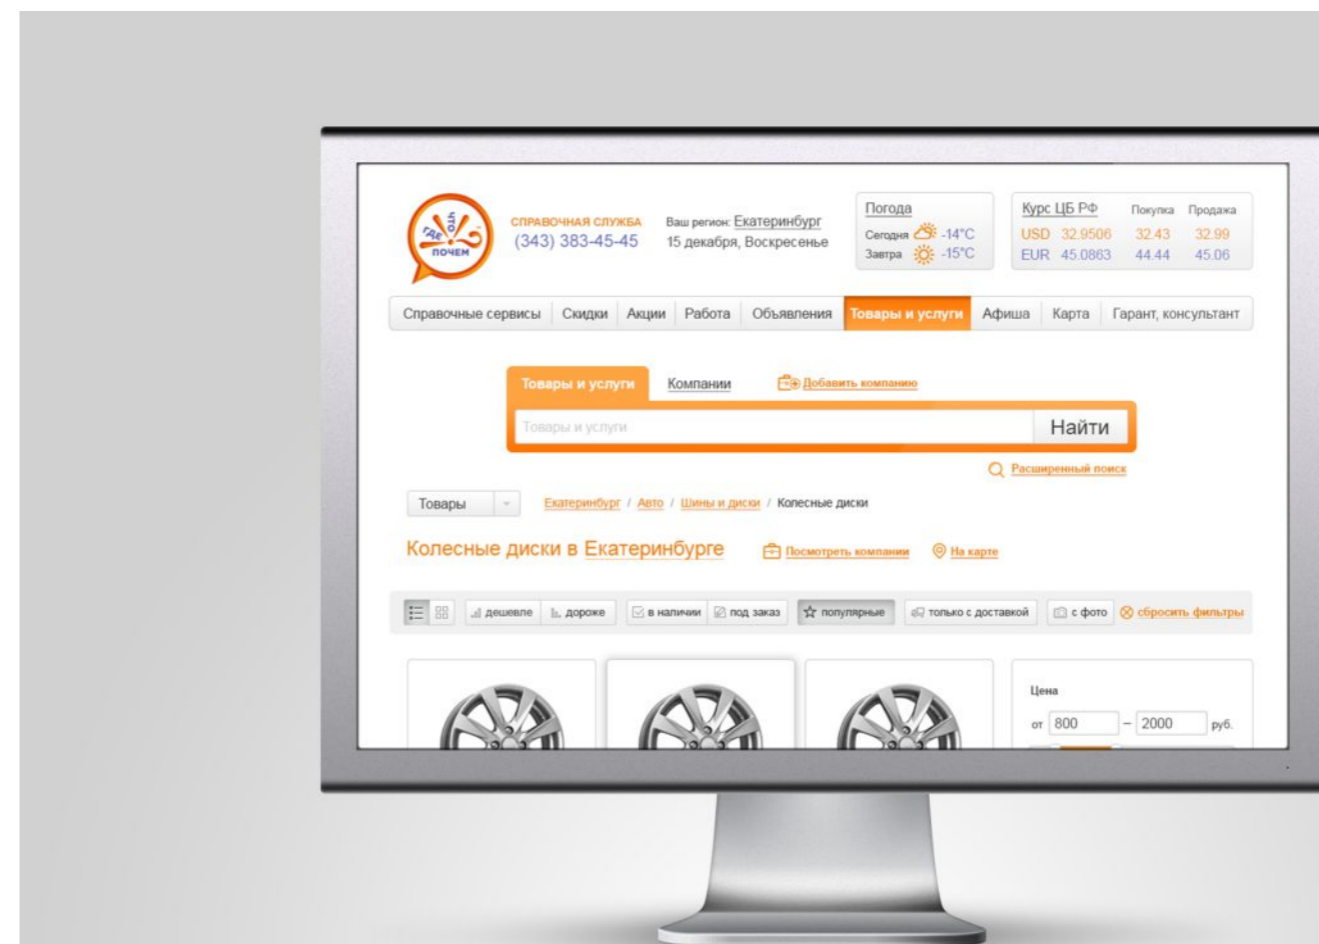 ГДЕ ЧТО ПОЧЕМ
СПРАВОЧНАЯ СЛУЖБА
(343) 383-45-45
Ваш регион: Екатеринбург
15 декабря, Воскресенье
Погода
Сегодня -14°C
Завтра -15°C
Курс ЦБ РФ Покупка Продажа
USD 32.9506 32.43 32.99
EUR 45.0863 44.44 45.06
Справочные сервисы Скидки Акции Работа Объявления Товары и услуги Афиша Карта Гарант, консультант
Товары и услуги Компании Добавить компанию
Товары и услуги Найти
Расширенный поиск
Товары Екатеринбург / Авто / Шины и диски / Колесные диски
Колесные диски в Екатеринбурге Посмотреть компании На карте
дешевле дороже в наличии под заказ популярные только с доставкой с фото сбросить фильтры
Цена
от 800 – 2000 руб.